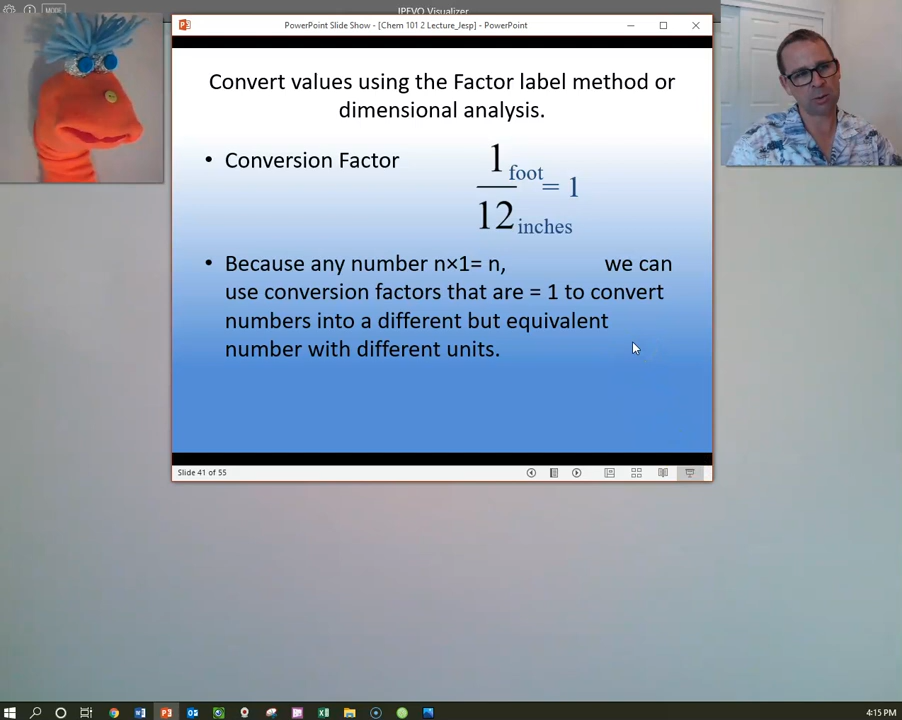 IPEVO Visualizer
MODE
PowerPoint Slide Show - [Chem 101 2 Lecture_Jesp] - PowerPoint
Convert values using the Factor label method or
dimensional analysis.
• Conversion Factor
1 foot
= 1
12 inches
• Because any number n×1= n, we can
use conversion factors that are = 1 to convert
numbers into a different but equivalent
number with different units.
Slide 41 of 55
4:15 PM